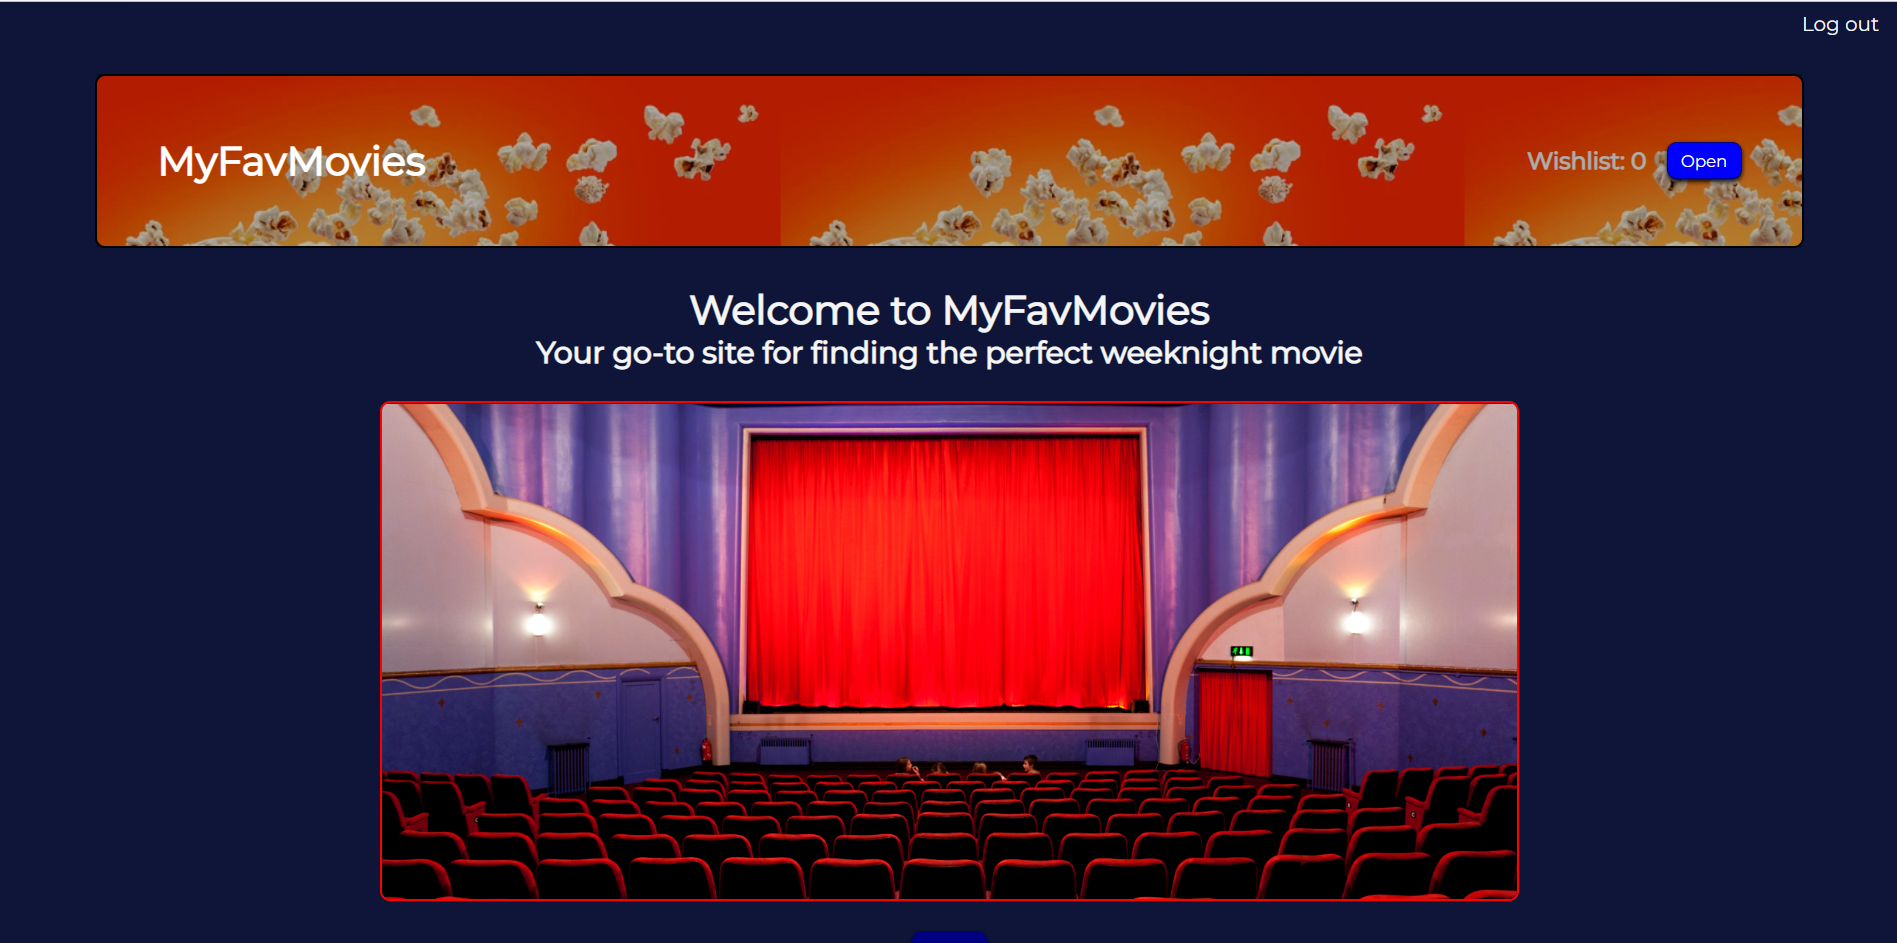 Log out
MyFavMovies
Wishlist: 0 Open
Welcome to MyFavMovies
Your go-to site for finding the perfect weeknight movie